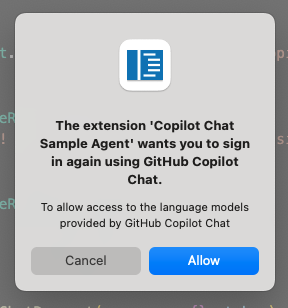 The extension 'Copilot Chat
Sample Agent' wants you to sign
in again using GitHub Copilot
Chat.
To allow access to the language models
provided by GitHub Copilot Chat
Cancel
Allow